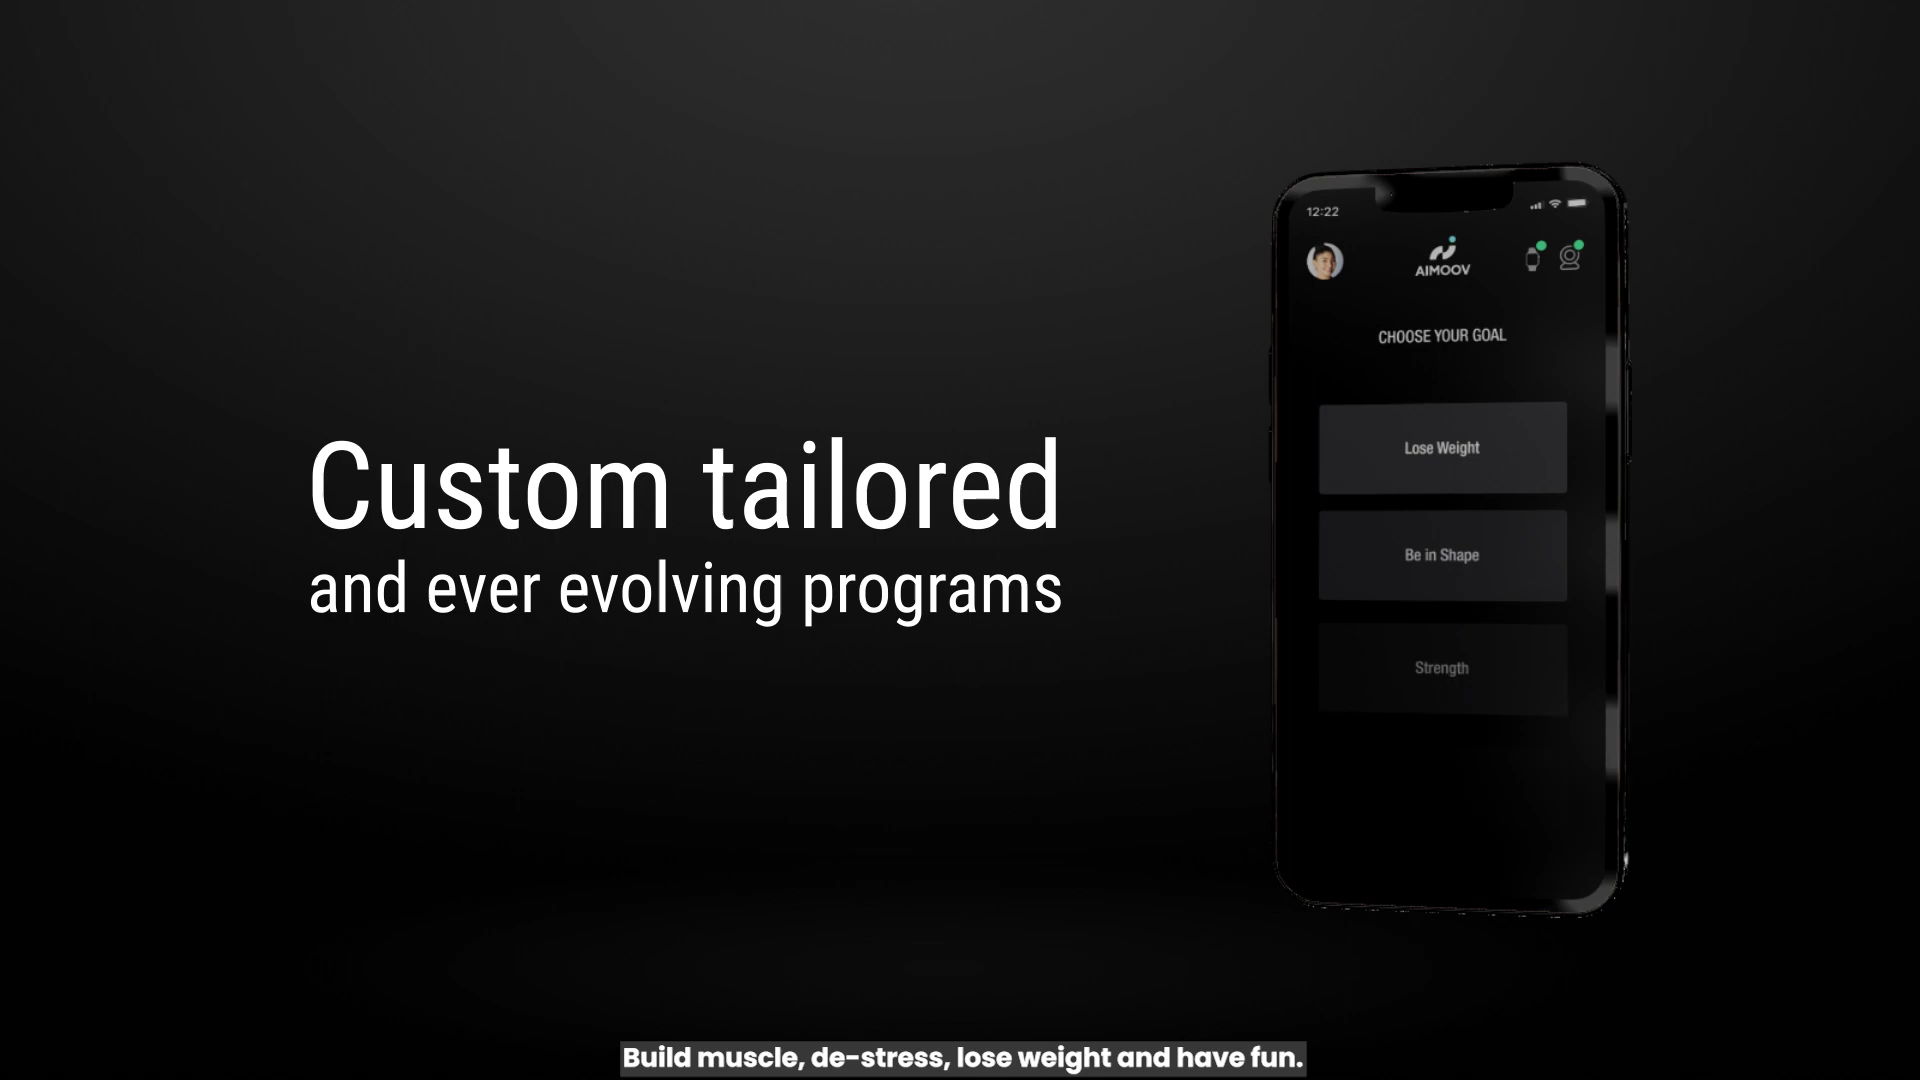 Custom tailored
and ever evolving programs
12:22
AIMOOV
CHOOSE YOUR GOAL
Lose Weight
Be in Shape
Strength
Build muscle, de-stress, lose weight and have fun.